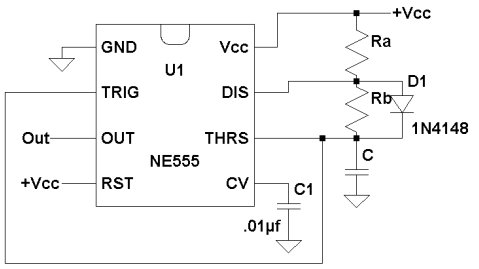 +Vcc
GND
Vcc
Ra
U1
D1
TRIG
DIS
Rb
Out
OUT
THRS
1N4148
NE555
C
+Vcc
RST
CV
C1
.01µf